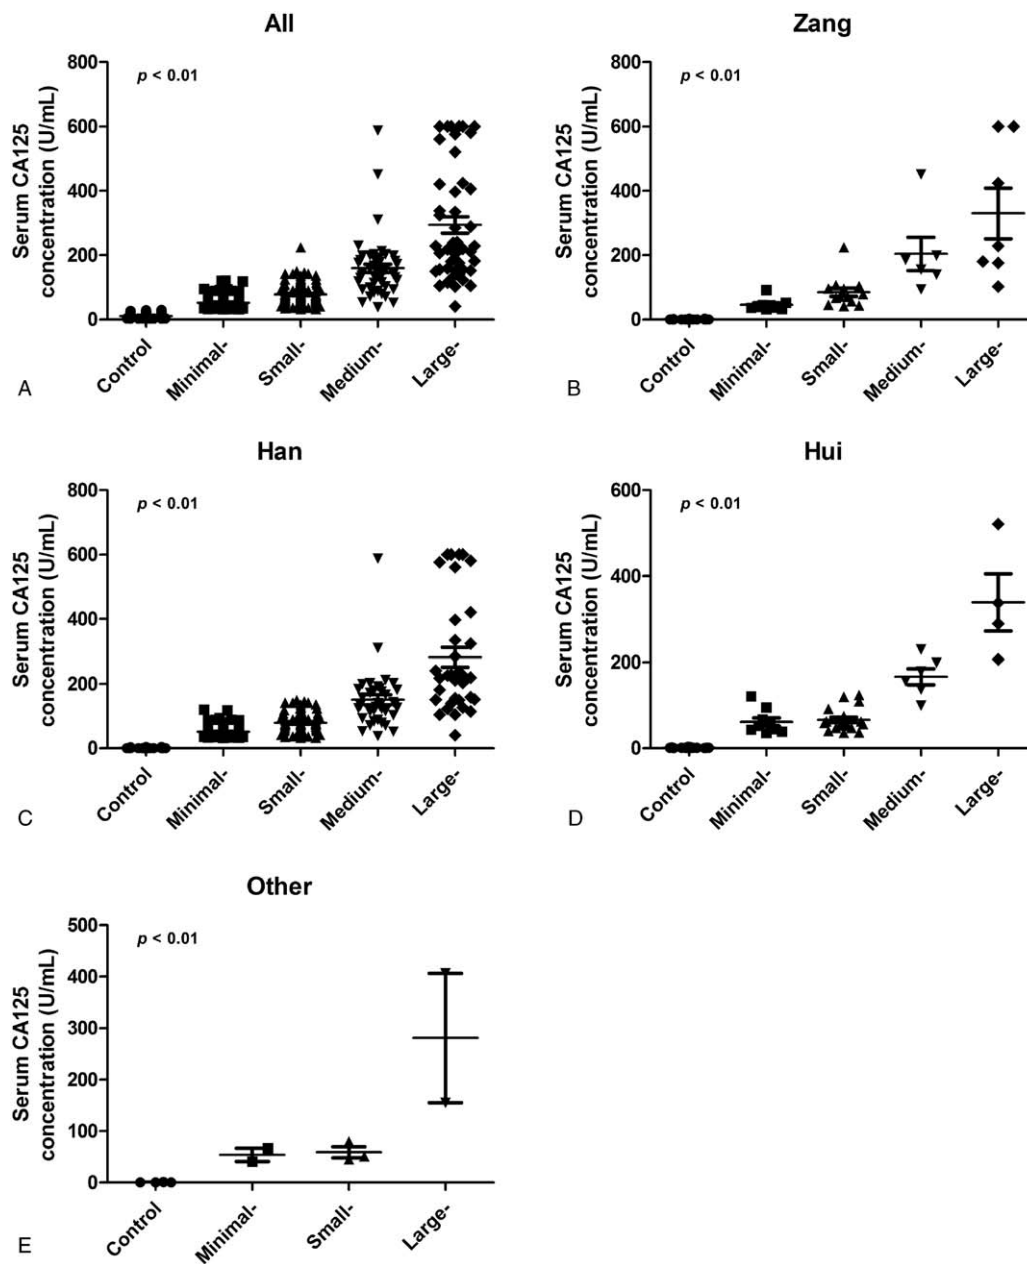 All
Serum CA125
concentration (U/mL)
800
600
400
200
0
p < 0.01
Control
Minimal-
Small-
Medium-
Large-
A
Zang
Serum CA125
concentration (U/mL)
800
600
400
200
0
p < 0.01
Control
Minimal-
Small-
Medium-
Large-
B
Han
Serum CA125
concentration (U/mL)
800
600
400
200
0
p < 0.01
Control
Minimal-
Small-
Medium-
Large-
C
Hui
Serum CA125
concentration (U/mL)
600
400
200
0
p < 0.01
Control
Minimal-
Small-
Medium-
Large-
D
Other
Serum CA125
concentration (U/mL)
500
400
300
200
100
0
p < 0.01
Control
Minimal-
Small-
Large-
E